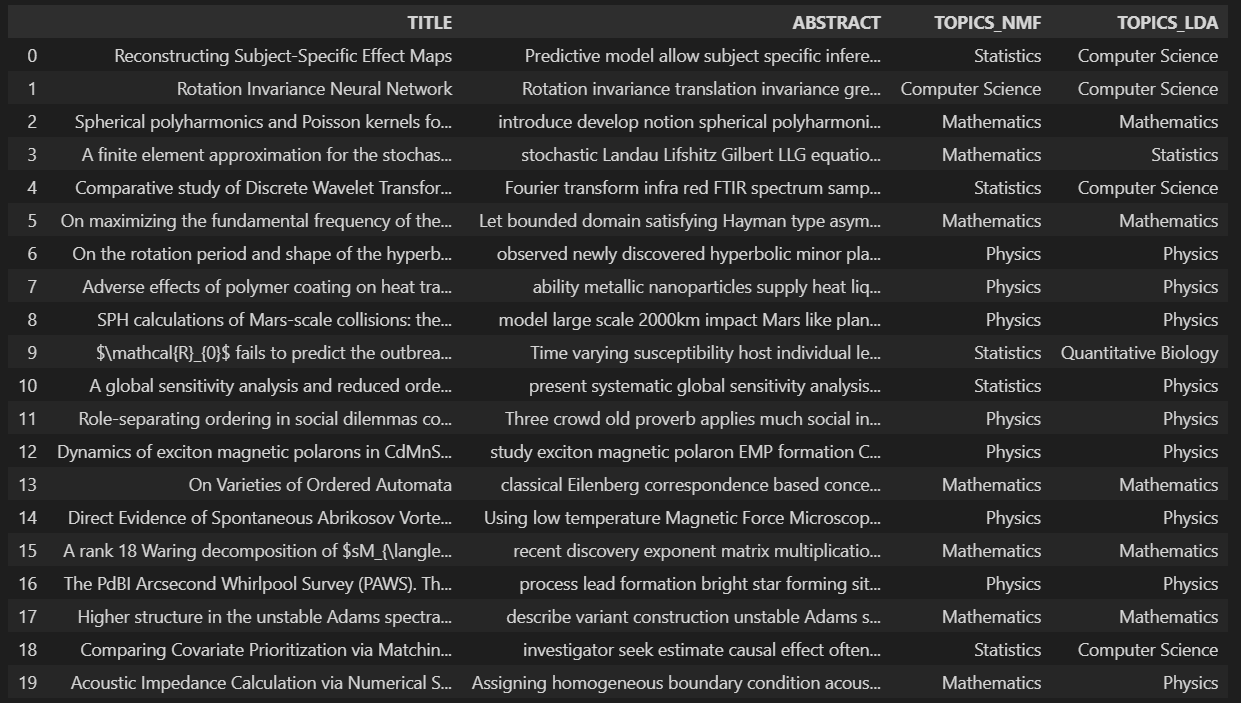 TITLE ABSTRACT TOPICS_NMF TOPICS_LDA
0 Reconstructing Subject-Specific Effect Maps Predictive model allow subject specific infere... Statistics Computer Science
1 Rotation Invariance Neural Network Rotation invariance translation invariance gre... Computer Science Computer Science
2 Spherical polyharmonics and Poisson kernels fo... introduce develop notion spherical polyharmoni... Mathematics Mathematics
3 A finite element approximation for the stochas... stochastic Landau Lifshitz Gilbert LLG equatio... Mathematics Statistics
4 Comparative study of Discrete Wavelet Transfor... Fourier transform infra red FTIR spectrum samp... Statistics Computer Science
5 On maximizing the fundamental frequency of the... Let bounded domain satisfying Hayman type asym... Mathematics Mathematics
6 On the rotation period and shape of the hyperb... observed newly discovered hyperbolic minor pla... Physics Physics
7 Adverse effects of polymer coating on heat tra... ability metallic nanoparticles supply heat liq... Physics Physics
8 SPH calculations of Mars-scale collisions: the... model large scale 2000km impact Mars like plan... Physics Physics
9 $\mathcal{R}_{0}$ fails to predict the outbrea... Time varying susceptibility host individual le... Statistics Quantitative Biology
10 A global sensitivity analysis and reduced orde... present systematic global sensitivity analysis... Statistics Physics
11 Role-separating ordering in social dilemmas co... Three crowd old proverb applies much social in... Physics Physics
12 Dynamics of exciton magnetic polarons in CdMnS... study exciton magnetic polaron EMP formation C... Physics Physics
13 On Varieties of Ordered Automata classical Eilenberg correspondence based conce... Mathematics Mathematics
14 Direct Evidence of Spontaneous Abrikosov Vorte... Using low temperature Magnetic Force Microscop... Physics Physics
15 A rank 18 Waring decomposition of $sM_{\langle... recent discovery exponent matrix multiplicatio... Mathematics Mathematics
16 The PdBI Arcsecond Whirlpool Survey (PAWS). Th... process lead formation bright star forming sit... Physics Physics
17 Higher structure in the unstable Adams spectra... describe variant construction unstable Adams s... Mathematics Mathematics
18 Comparing Covariate Prioritization via Matchin... investigator seek estimate causal effect often... Statistics Computer Science
19 Acoustic Impedance Calculation via Numerical S... Assigning homogeneous boundary condition acous... Mathematics Physics